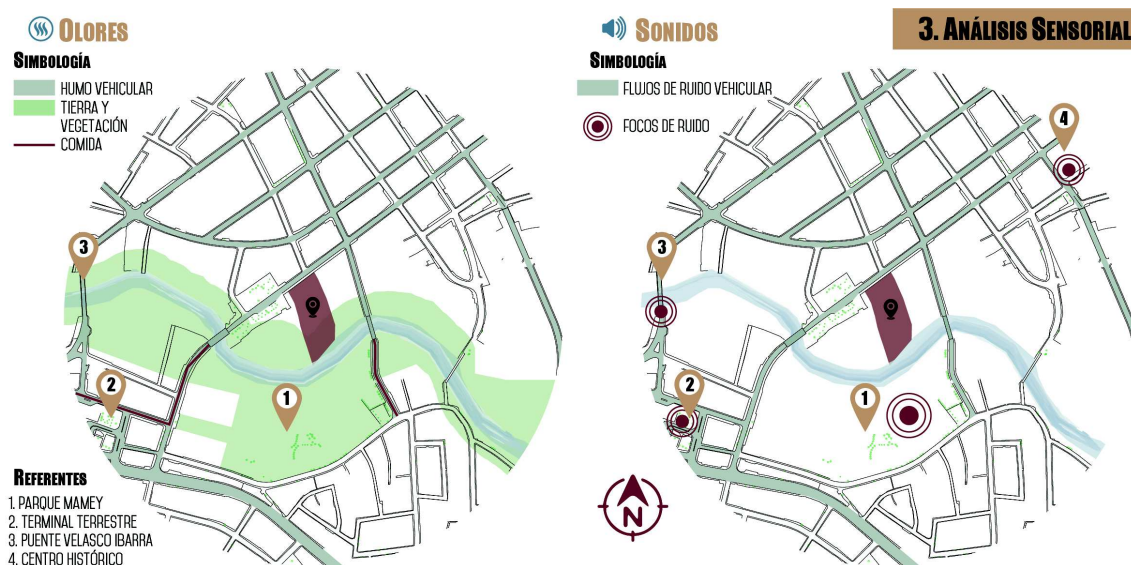 OLORES
SIMBOLOGÍA
HUMO VEHICULAR
TIERRA Y
VEGETACIÓN
COMIDA
3
2
1
REFERENTES
1. PARQUE MAMEY
2. TERMINAL TERRESTRE
3. PUENTE VELASCO IBARRA
4. CENTRO HISTÓRICO
SONIDOS
3. ANÁLISIS SENSORIAL
SIMBOLOGÍA
FLUJOS DE RUIDO VEHICULAR
FOCOS DE RUIDO
4
3
2
1
N